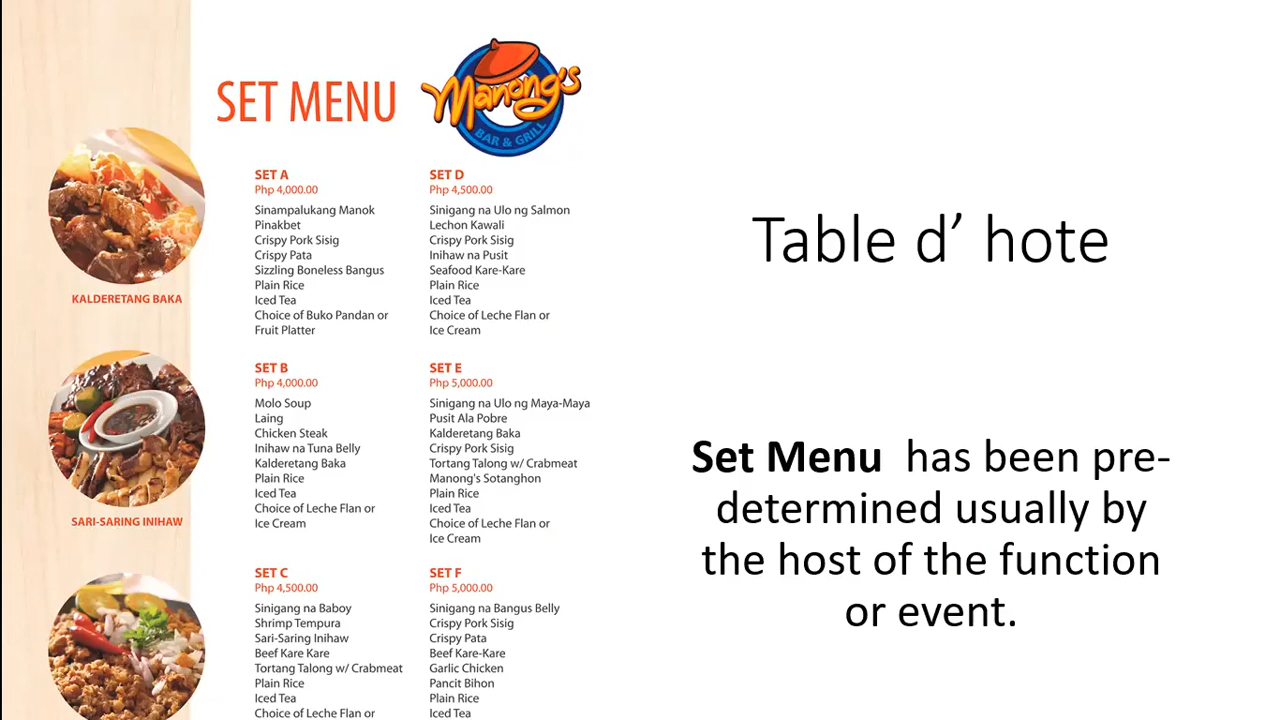 SET MENU
Manong's
BAR & GRILL
KALDERETANG BAKA
SARI-SARING INIHAW
SET A
Php 4,000.00
Sinampalukang Manok
Pinakbet
Crispy Pork Sisig
Crispy Pata
Sizzling Boneless Bangus
Plain Rice
Iced Tea
Choice of Buko Pandan or
Fruit Platter
SET B
Php 4,000.00
Molo Soup
Laing
Chicken Steak
Inihaw na Tuna Belly
Kalderetang Baka
Plain Rice
Iced Tea
Choice of Leche Flan or
Ice Cream
SET C
Php 4,500.00
Sinigang na Baboy
Shrimp Tempura
Sari-Saring Inihaw
Beef Kare Kare
Tortang Talong w/ Crabmeat
Plain Rice
Iced Tea
Choice of Leche Flan or
SET D
Php 4,500.00
Sinigang na Ulo ng Salmon
Lechon Kawali
Crispy Pork Sisig
Inihaw na Pusit
Seafood Kare-Kare
Plain Rice
Iced Tea
Choice of Leche Flan or
Ice Cream
SET E
Php 5,000.00
Sinigang na Ulo ng Maya-Maya
Pusit Ala Pobre
Kalderetang Baka
Crispy Pork Sisig
Tortang Talong w/ Crabmeat
Manong's Sotanghon
Plain Rice
Iced Tea
Choice of Leche Flan or
Ice Cream
SET F
Php 5,000.00
Sinigang na Bangus Belly
Crispy Pork Sisig
Crispy Pata
Beef Kare-Kare
Garlic Chicken
Pancit Bihon
Plain Rice
Iced Tea
Table d’ hote
Set Menu has been pre-
determined usually by
the host of the function
or event.